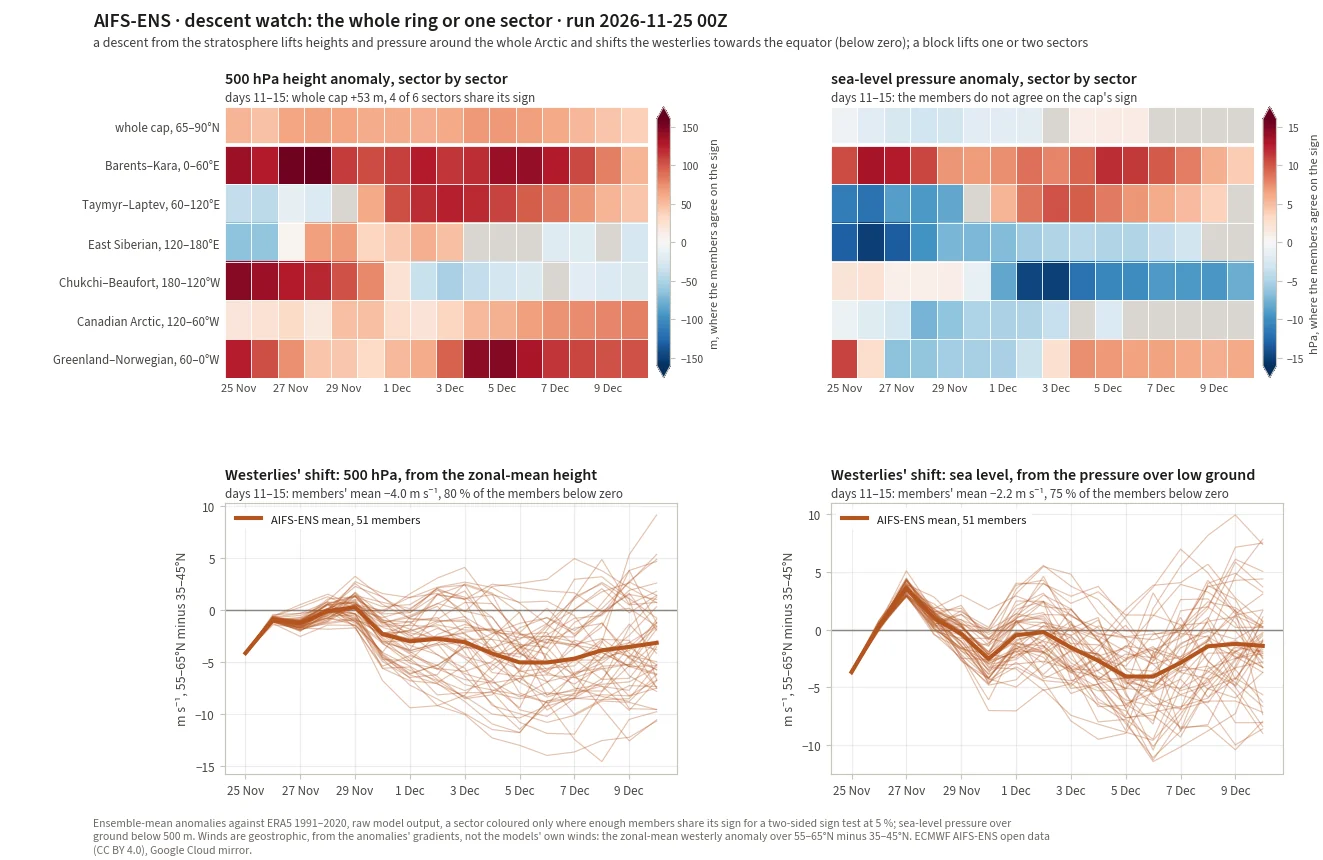 AIFS-ENS · descent watch: the whole ring or one sector · run 2026-11-25 00Z
a descent from the stratosphere lifts heights and pressure around the whole Arctic and shifts the westerlies towards the equator (below zero); a block lifts one or two sectors
500 hPa height anomaly, sector by sector
days 11–15: whole cap +53 m, 4 of 6 sectors share its sign
whole cap, 65–90°N
Barents–Kara, 0–60°E
Taymyr–Laptev, 60–120°E
East Siberian, 120–180°E
Chukchi–Beaufort, 180–120°W
Canadian Arctic, 120–60°W
Greenland–Norwegian, 60–0°W
25 Nov 27 Nov 29 Nov 1 Dec 3 Dec 5 Dec 7 Dec 9 Dec
150
100
50
0
−50
−100
−150
m, where the members agree on the sign
sea-level pressure anomaly, sector by sector
days 11–15: the members do not agree on the cap's sign
25 Nov 27 Nov 29 Nov 1 Dec 3 Dec 5 Dec 7 Dec 9 Dec
15
10
5
0
−5
−10
−15
hPa, where the members agree on the sign
Westerlies' shift: 500 hPa, from the zonal-mean height
days 11–15: members' mean −4.0 m s⁻¹, 80 % of the members below zero
AIFS-ENS mean, 51 members
m s⁻¹, 55–65°N minus 35–45°N
10
5
0
−5
−10
−15
25 Nov 27 Nov 29 Nov 1 Dec 3 Dec 5 Dec 7 Dec 9 Dec
Westerlies' shift: sea level, from the pressure over low ground
days 11–15: members' mean −2.2 m s⁻¹, 75 % of the members below zero
AIFS-ENS mean, 51 members
m s⁻¹, 55–65°N minus 35–45°N
10
5
0
−5
−10
25 Nov 27 Nov 29 Nov 1 Dec 3 Dec 5 Dec 7 Dec 9 Dec
Ensemble-mean anomalies against ERA5 1991–2020, raw model output, a sector coloured only where enough members share its sign for a two-sided sign test at 5 %; sea-level pressure over
ground below 500 m. Winds are geostrophic, from the anomalies' gradients, not the models' own winds: the zonal-mean westerly anomaly over 55–65°N minus 35–45°N. ECMWF AIFS-ENS open data
(CC BY 4.0), Google Cloud mirror.